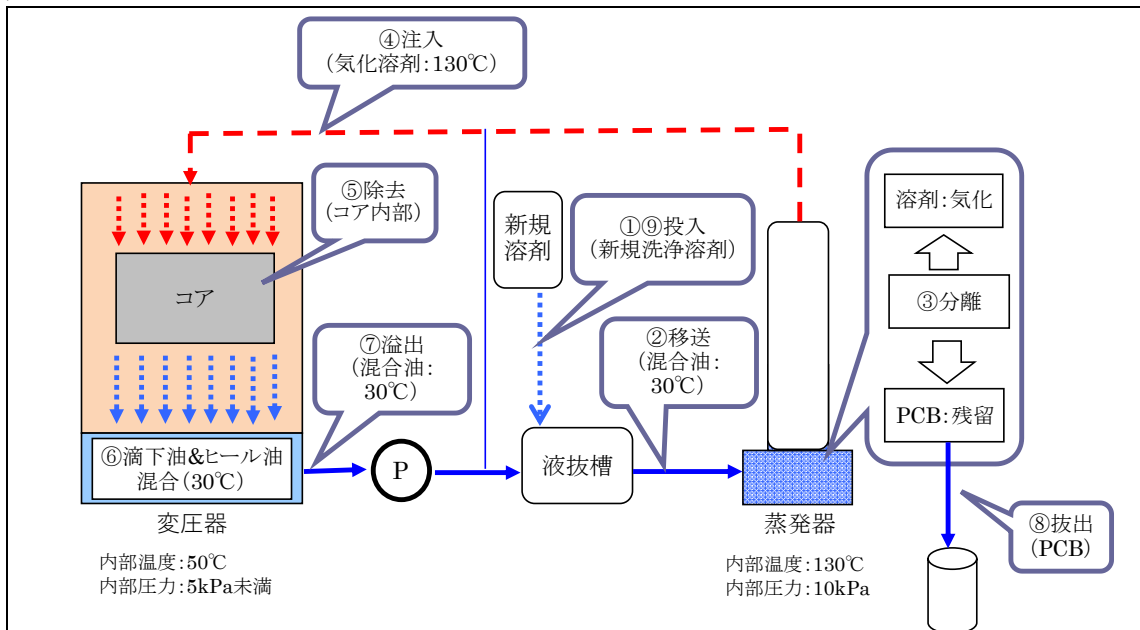 ④注入
(気化溶剤:130℃)
⑤除去
(コア内部)
新規
溶剤
①⑨投入
(新規洗浄溶剤)
溶剤:気化
③分離
PCB:残留
コア
⑦溢出
(混合油:
30℃)
②移送
(混合油:
30℃)
⑥滴下油&ヒール油
混合(30℃)
P
液抜槽
変圧器
蒸発器
内部温度:50℃
内部圧力:5kPa未満
内部温度:130℃
内部圧力:10kPa
⑧抜出
(PCB)